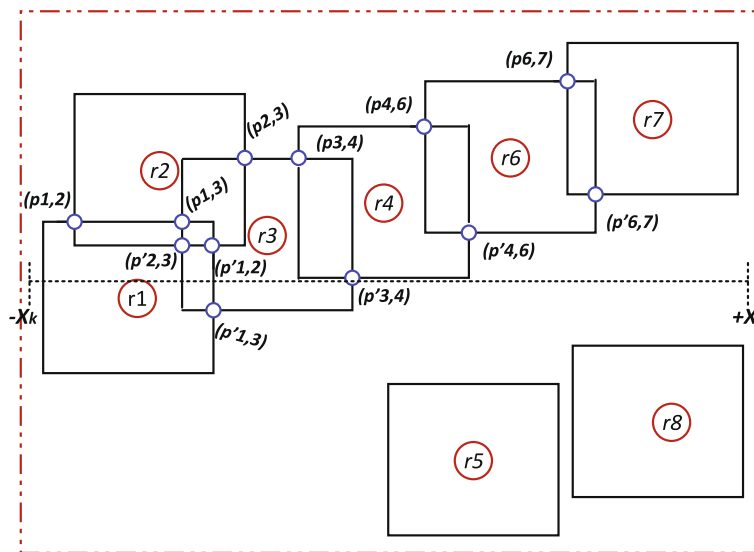 (p6,7)
r7
(p4,6)
(p2,3)
(p3,4)
r6
r2
(p1,3)
(p1,2)
r4
r3
(p'6,7)
(p'4,6)
(p'2,3)
(p'1,2)
r1
(p'3,4)
-Xk
+X
(p'1,3)
r8
r5